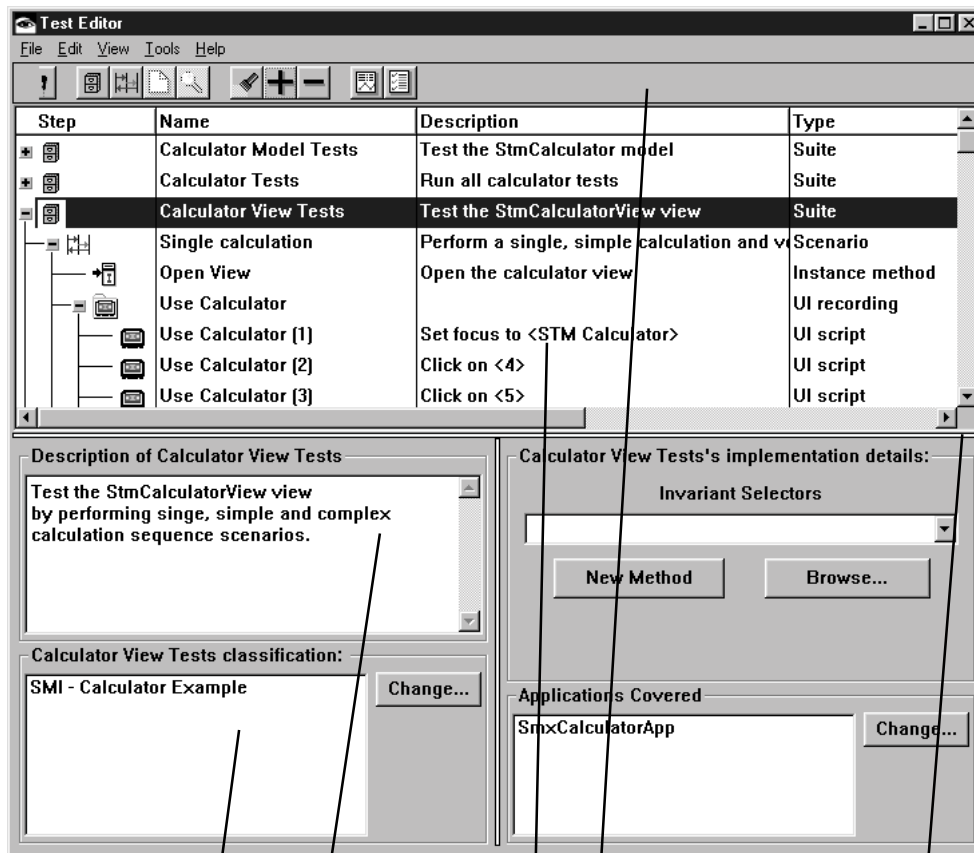 Test Editor
File Edit View Tools Help
Step Name Description Type
Calculator Model Tests Test the StmCalculator model Suite
Calculator Tests Run all calculator tests Suite
Calculator View Tests Test the StmCalculatorView view Suite
Single calculation Perform a single, simple calculation and ve Scenario
Open View Open the calculator view Instance method
Use Calculator UI recording
Use Calculator (1) Set focus to <STM Calculator> UI script
Use Calculator (2) Click on <4> UI script
Use Calculator (3) Click on <5> UI script
Description of Calculator View Tests
Test the StmCalculatorView view
by performing singe, simple and complex
calculation sequence scenarios.
Calculator View Tests classification:
SMI - Calculator Example
Change...
Calculator View Tests's implementation details:
Invariant Selectors
New Method Browse...
Applications Covered
SmxCalculatorApp
Change...